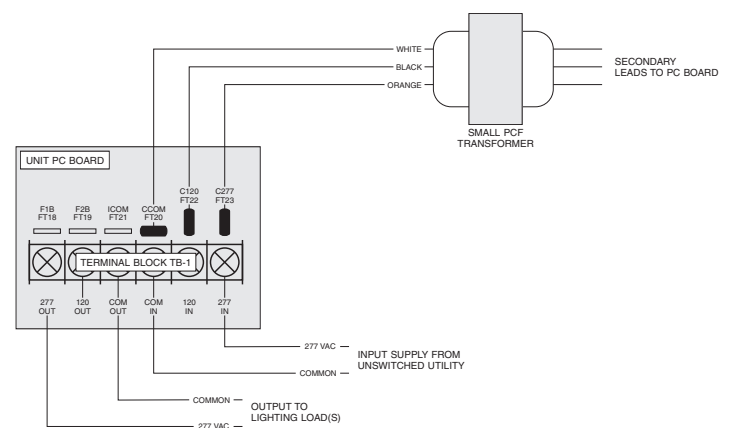 WHITE
BLACK
ORANGE
SECONDARY
LEADS TO PC BOARD
SMALL PCF
TRANSFORMER
UNIT PC BOARD
F1B
FT18
F2B
FT19
ICOM
FT21
CCOM
FT20
C120
FT22
C277
FT23
TERMINAL BLOCK TB-1
277
OUT
120
OUT
COM
OUT
COM
IN
120
IN
277
IN
277 VAC
COMMON
INPUT SUPPLY FROM
UNSWITCHED UTILITY
COMMON
277 VAC
OUTPUT TO
LIGHTING LOAD(S)